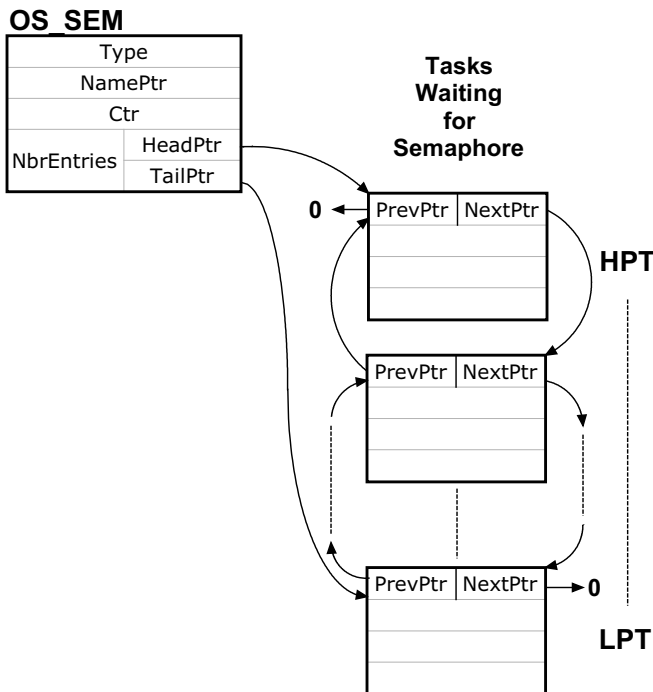 OS_SEM
Type
NamePtr
Ctr
NbrEntries
HeadPtr
TailPtr
Tasks
Waiting
for
Semaphore
0
PrevPtr NextPtr
HPT
PrevPtr NextPtr
PrevPtr NextPtr
0
LPT